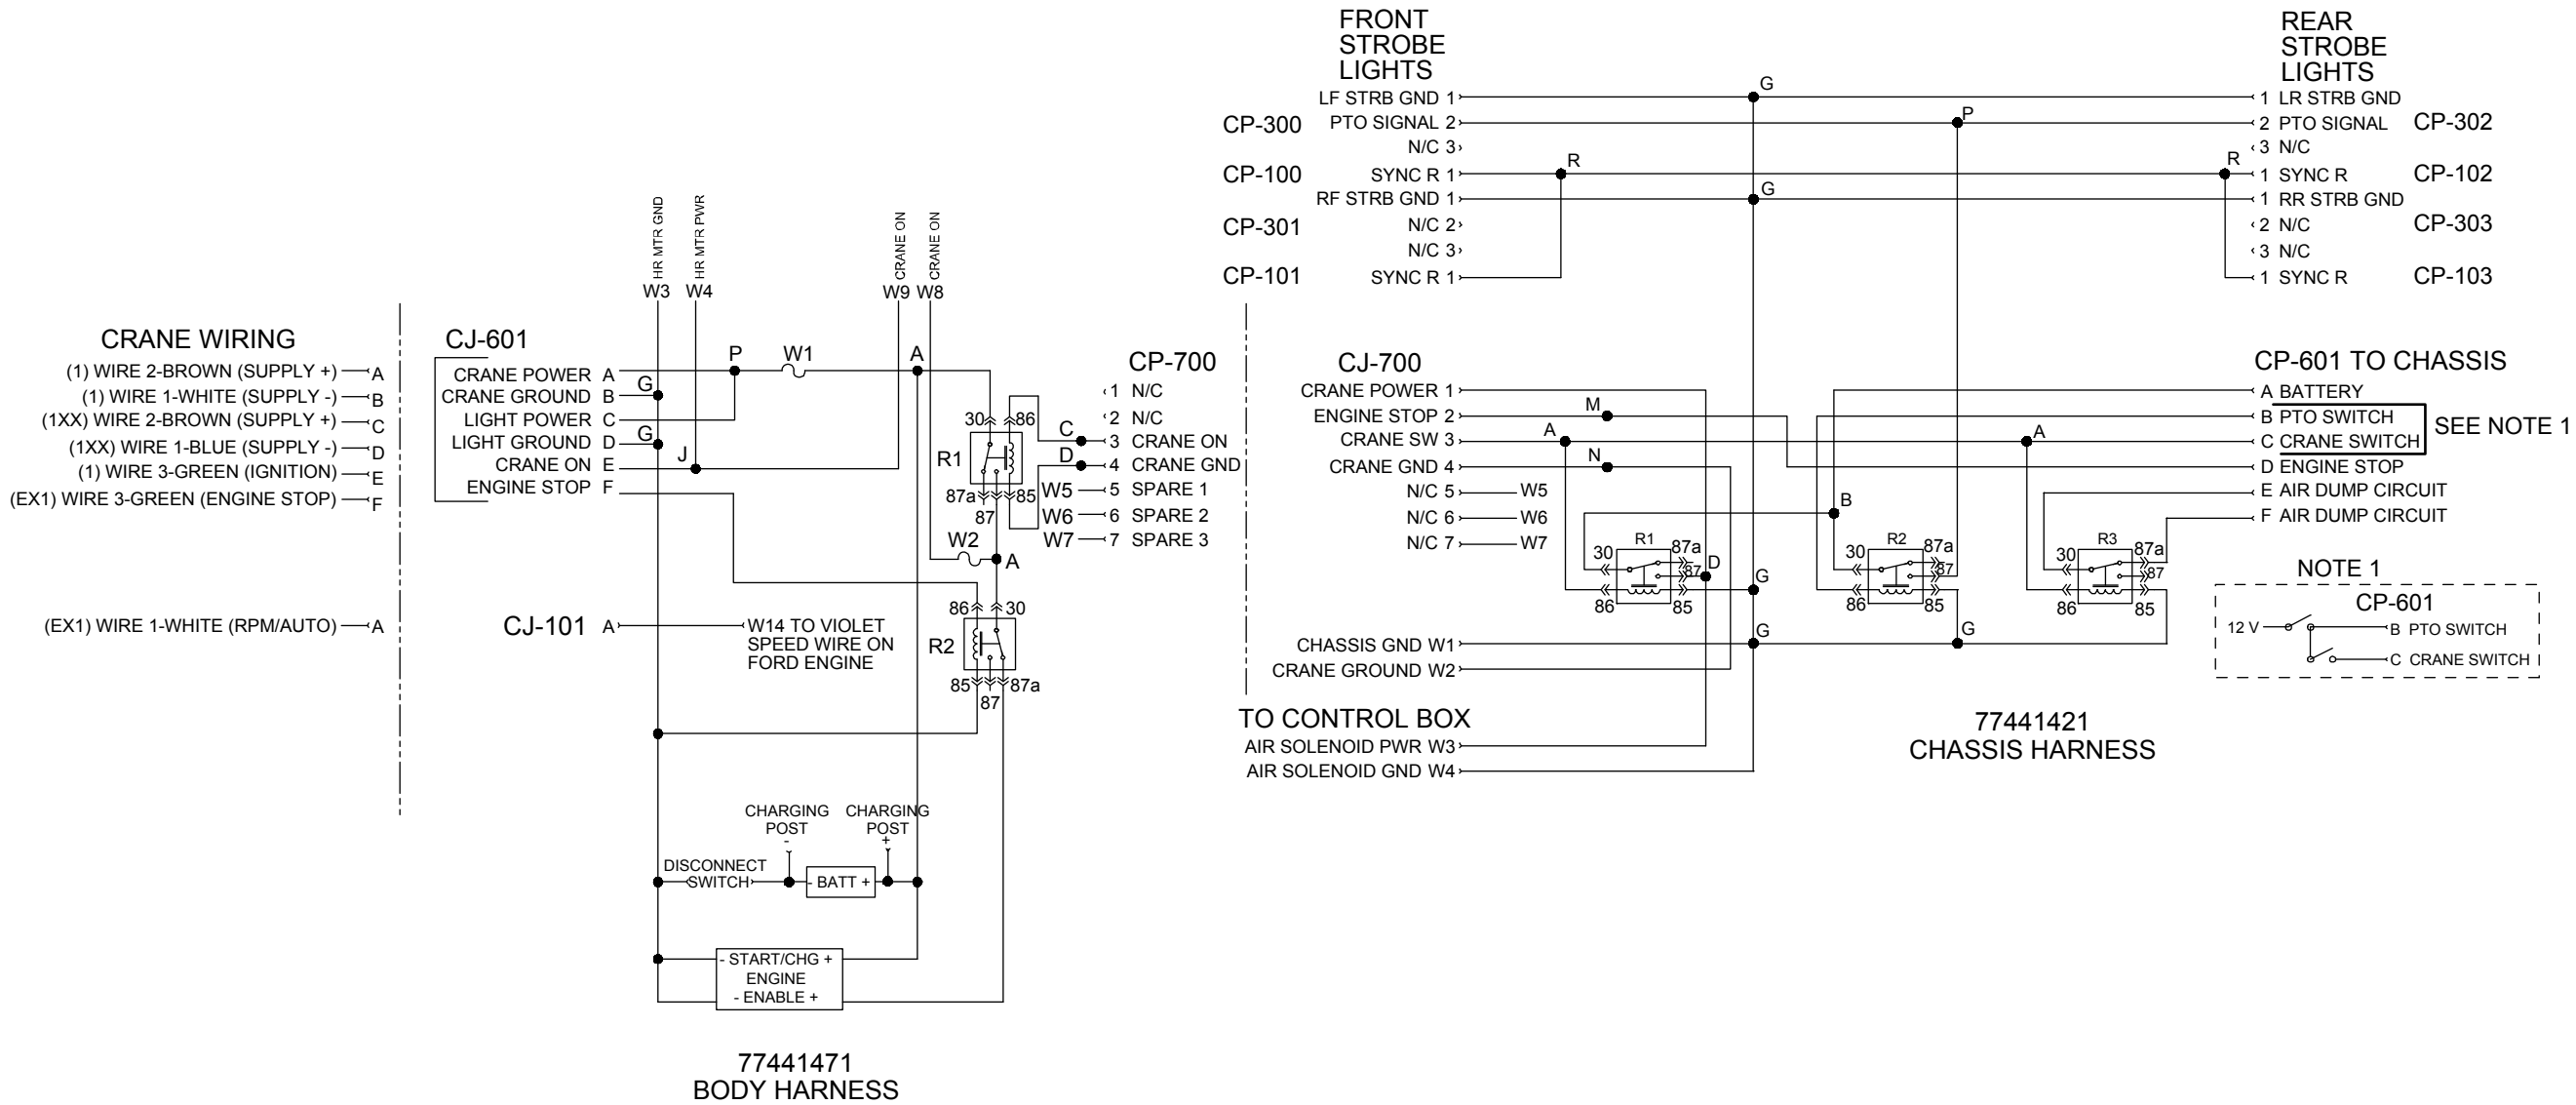 FRONT
STROBE
LIGHTS
REAR
STROBE
LIGHTS
LF STRB GND 1
G
1 LR STRB GND
CP-300
PTO SIGNAL 2
P
2 PTO SIGNAL
CP-302
N/C 3
3 N/C
CP-100
SYNC R 1
R
R
1 SYNC R
CP-102
RF STRB GND 1
G
1 RR STRB GND
CP-301
N/C 2
2 N/C
CP-303
N/C 3
3 N/C
CP-101
SYNC R 1
1 SYNC R
CP-103
HR MTR GND
HR MTR PWR
CRANE ON
CRANE ON
W3
W4
W9
W8
CRANE WIRING
(1) WIRE 2-BROWN (SUPPLY +) A
(1) WIRE 1-WHITE (SUPPLY -) B
(1XX) WIRE 2-BROWN (SUPPLY +) C
(1XX) WIRE 1-BLUE (SUPPLY -) D
(1) WIRE 3-GREEN (IGNITION) E
(EX1) WIRE 3-GREEN (ENGINE STOP) F
(EX1) WIRE 1-WHITE (RPM/AUTO) A
CJ-601
CRANE POWER A
CRANE GROUND B
LIGHT POWER C
LIGHT GROUND D
CRANE ON E
ENGINE STOP F
G
G
J
P
W1
A
30
86
R1
87a
85
87
W2
A
C
D
CP-700
1 N/C
2 N/C
3 CRANE ON
4 CRANE GND
W5 5 SPARE 1
W6 6 SPARE 2
W7 7 SPARE 3
CJ-101 A
W14 TO VIOLET
SPEED WIRE ON
FORD ENGINE
86
30
R2
85
87a
87
CHARGING
POST
-
CHARGING
POST
+
DISCONNECT
SWITCH
- BATT +
- START/CHG +
ENGINE
- ENABLE +
77441471
BODY HARNESS
CJ-700
CRANE POWER 1
ENGINE STOP 2
CRANE SW 3
CRANE GND 4
N/C 5 W5
N/C 6 W6
N/C 7 W7
M
A
N
A
B
30
R1
87a
87
D
86
85
G
30
R2
87a
87
86
85
30
R3
87a
87
86
85
CHASSIS GND W1
G
G
CRANE GROUND W2
TO CONTROL BOX
AIR SOLENOID PWR W3
AIR SOLENOID GND W4
CP-601 TO CHASSIS
A BATTERY
B PTO SWITCH
C CRANE SWITCH
SEE NOTE 1
D ENGINE STOP
E AIR DUMP CIRCUIT
F AIR DUMP CIRCUIT
NOTE 1
CP-601
12 V
B PTO SWITCH
C CRANE SWITCH
77441421
CHASSIS HARNESS